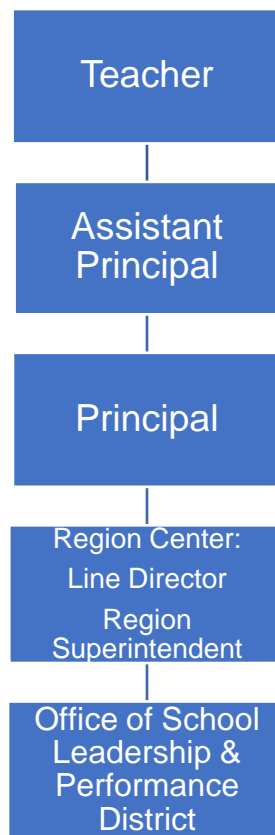 Teacher
Assistant
Principal
Principal
Region Center:
Line Director
Region
Superintendent
Office of School
Leadership &
Performance
District